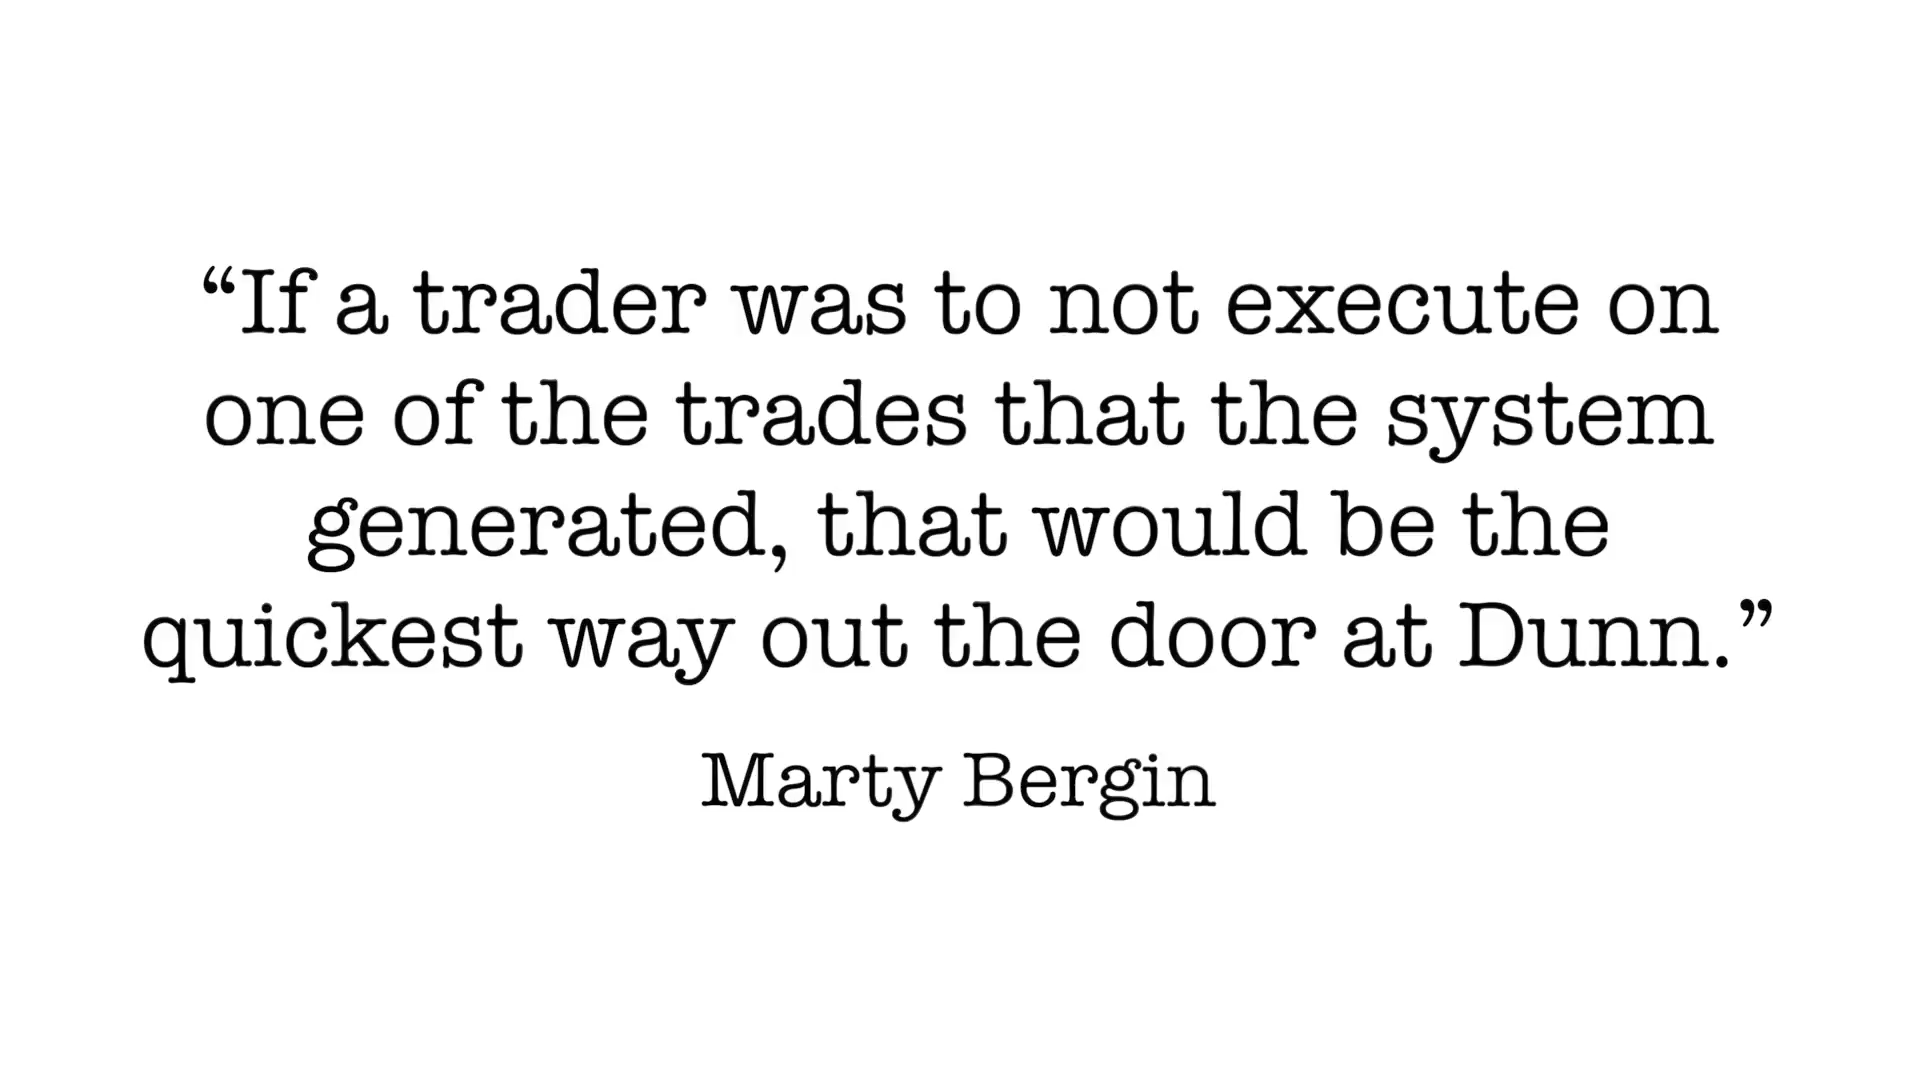 “If a trader was to not execute on
one of the trades that the system
generated, that would be the
quickest way out the door at Dunn.”
Marty Bergin